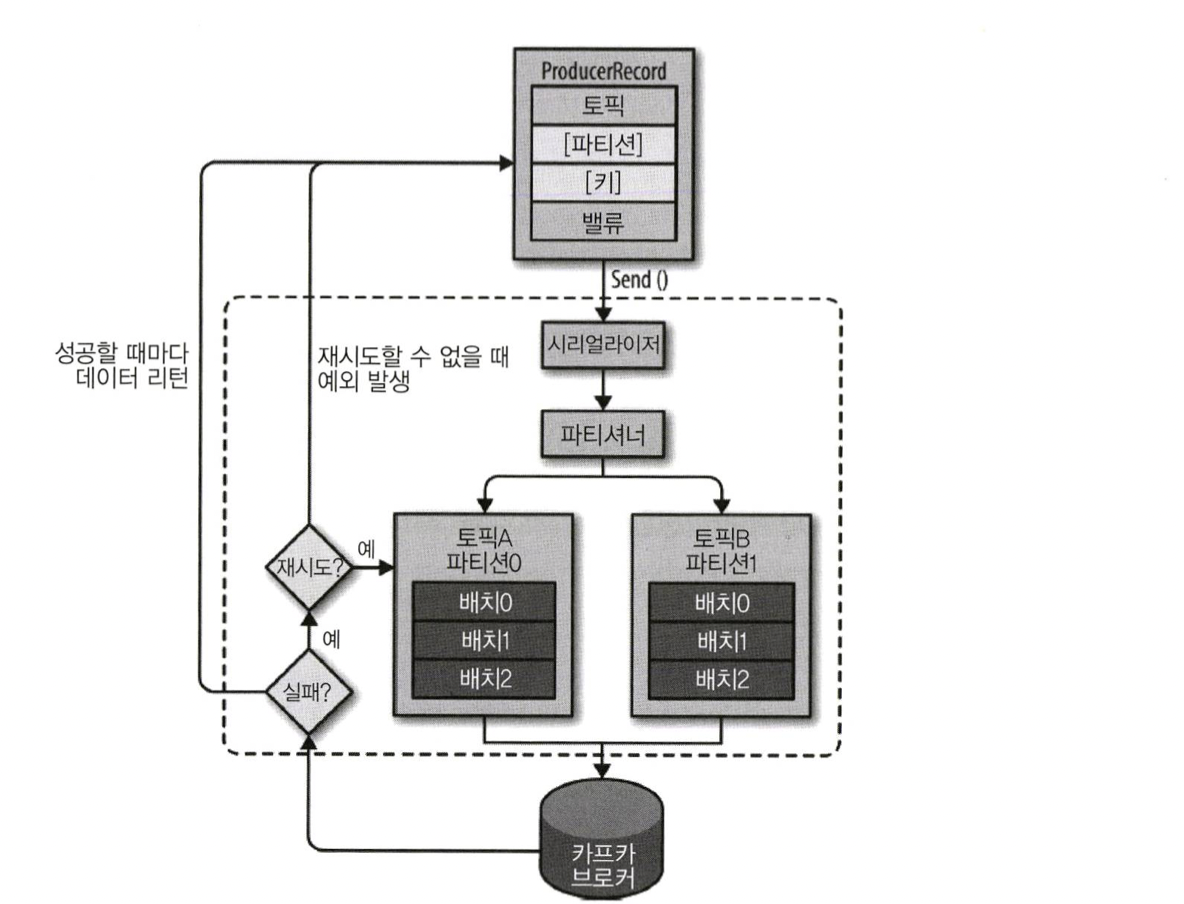 ProducerRecord
토픽
[파티션]
[키]
밸류
Send ()
시리얼라이저
성공할 때마다
데이터 리턴
재시도할 수 없을 때
예외 발생
파티셔너
토픽A
파티션0
배치0
배치1
배치2
토픽B
파티션1
배치0
배치1
배치2
재시도?
예
예
실패?
카프카
브로커